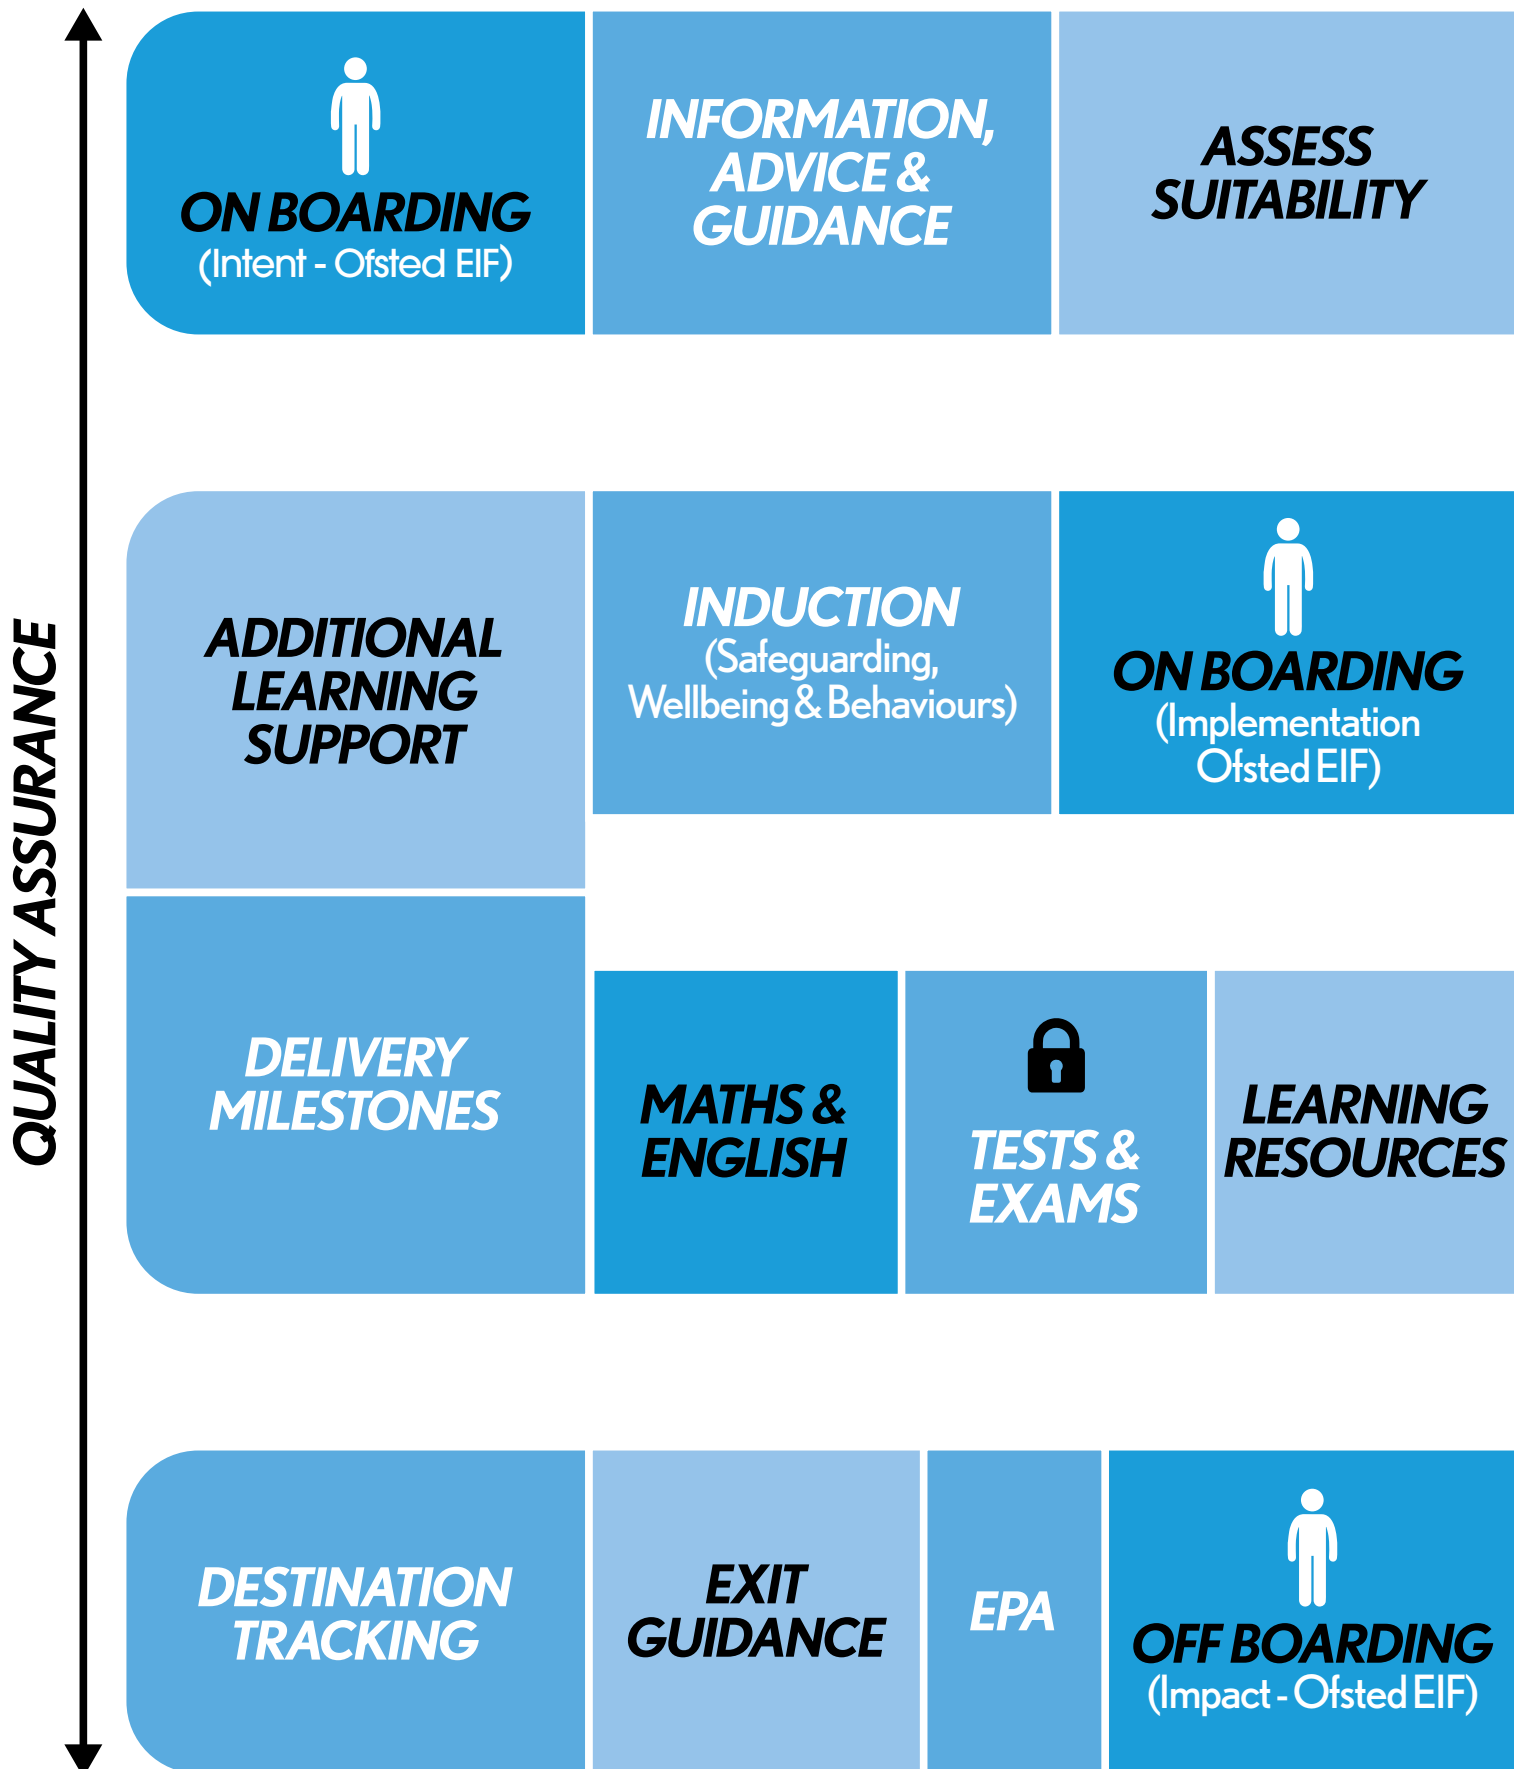 QUALITY ASSURANCE
ON BOARDING
(Intent - Ofsted EIF)
INFORMATION,
ADVICE &
GUIDANCE
ASSESS
SUITABILITY
ADDITIONAL
LEARNING
SUPPORT
INDUCTION
(Safeguarding,
Wellbeing & Behaviours)
ON BOARDING
(Implementation
Ofsted EIF)
DELIVERY
MILESTONES
MATHS &
ENGLISH
TESTS &
EXAMS
LEARNING
RESOURCES
DESTINATION
TRACKING
EXIT
GUIDANCE
EPA
OFF BOARDING
(Impact - Ofsted EIF)